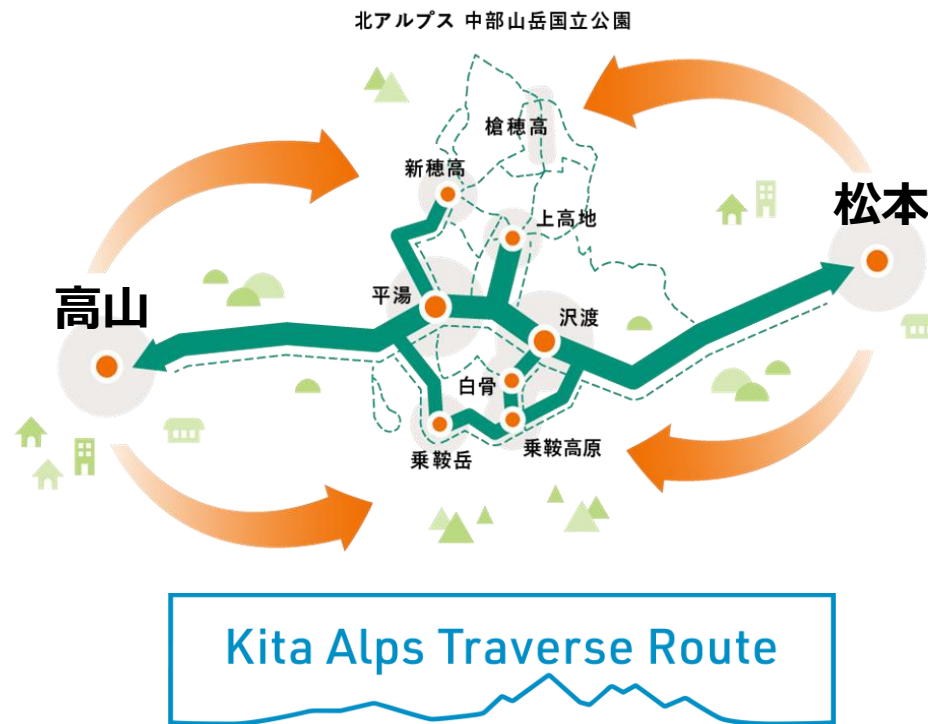 北アルプス 中部山岳国立公園
槍穂高
新穂高
上高地
松本
平湯
高山
沢渡
白骨
乗鞍岳
乗鞍高原
Kita Alps Traverse Route